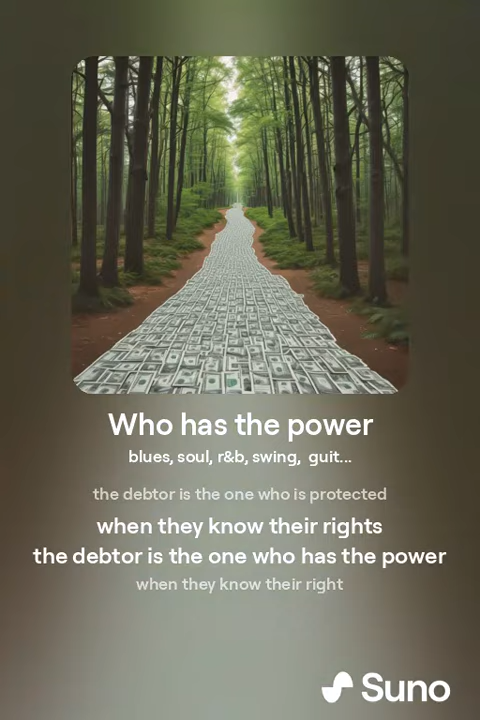 Who has the power
blues, soul, r&b, swing,  guit...
the debtor is the one who is protected
when they know their rights
the debtor is the one who has the power
when they know their right
Suno